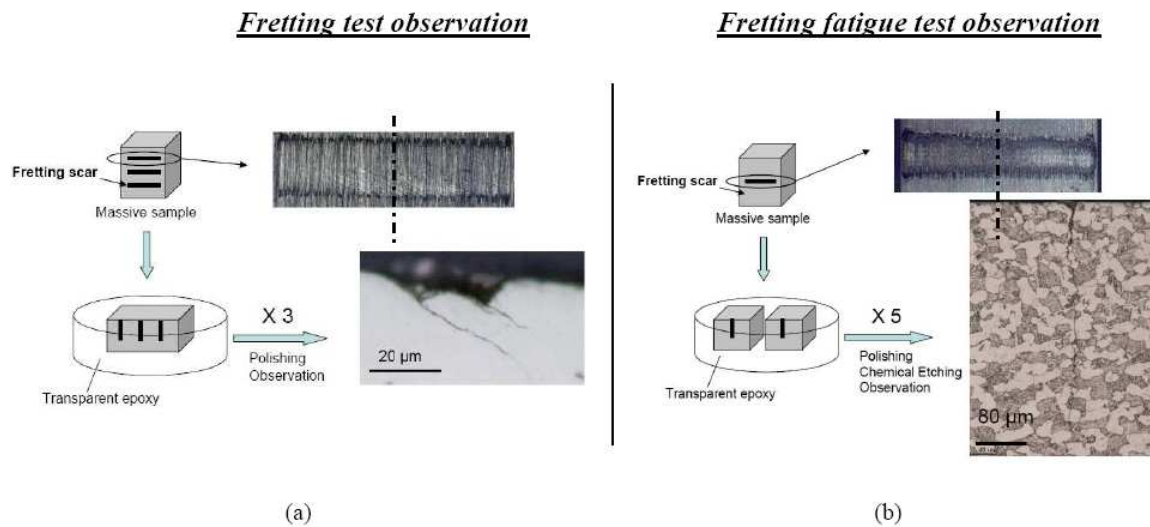 Fretting test observation
Fretting scar
Massive sample
X 3
Polishing
Observation
Transparent epoxy
20 µm
(a)
Fretting fatigue test observation
Fretting scar
Massive sample
X 5
Polishing
Chemical Etching
Observation
Transparent epoxy
80 µm
(b)